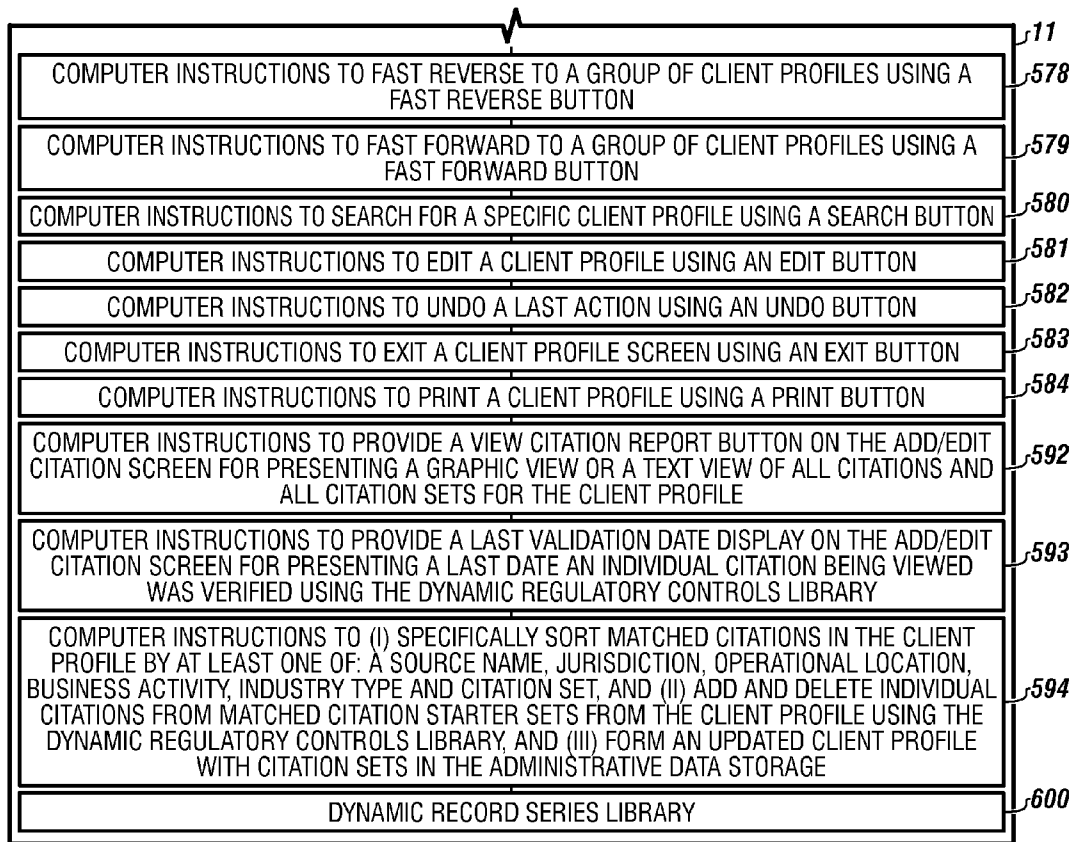 11
COMPUTER INSTRUCTIONS TO FAST REVERSE TO A GROUP OF CLIENT PROFILES USING A
FAST REVERSE BUTTON
578
COMPUTER INSTRUCTIONS TO FAST FORWARD TO A GROUP OF CLIENT PROFILES USING A
FAST FORWARD BUTTON
579
COMPUTER INSTRUCTIONS TO SEARCH FOR A SPECIFIC CLIENT PROFILE USING A SEARCH BUTTON
580
COMPUTER INSTRUCTIONS TO EDIT A CLIENT PROFILE USING AN EDIT BUTTON
581
COMPUTER INSTRUCTIONS TO UNDO A LAST ACTION USING AN UNDO BUTTON
582
COMPUTER INSTRUCTIONS TO EXIT A CLIENT PROFILE SCREEN USING AN EXIT BUTTON
583
COMPUTER INSTRUCTIONS TO PRINT A CLIENT PROFILE USING A PRINT BUTTON
584
COMPUTER INSTRUCTIONS TO PROVIDE A VIEW CITATION REPORT BUTTON ON THE ADD/EDIT
CITATION SCREEN FOR PRESENTING A GRAPHIC VIEW OR A TEXT VIEW OF ALL CITATIONS AND
ALL CITATION SETS FOR THE CLIENT PROFILE
592
COMPUTER INSTRUCTIONS TO PROVIDE A LAST VALIDATION DATE DISPLAY ON THE ADD/EDIT
CITATION SCREEN FOR PRESENTING A LAST DATE AN INDIVIDUAL CITATION BEING VIEWED
WAS VERIFIED USING THE DYNAMIC REGULATORY CONTROLS LIBRARY
593
COMPUTER INSTRUCTIONS TO (I) SPECIFICALLY SORT MATCHED CITATIONS IN THE CLIENT
PROFILE BY AT LEAST ONE OF: A SOURCE NAME, JURISDICTION, OPERATIONAL LOCATION,
BUSINESS ACTIVITY, INDUSTRY TYPE AND CITATION SET, AND (II) ADD AND DELETE INDIVIDUAL
CITATIONS FROM MATCHED CITATION STARTER SETS FROM THE CLIENT PROFILE USING THE
DYNAMIC REGULATORY CONTROLS LIBRARY, AND (III) FORM AN UPDATED CLIENT PROFILE
WITH CITATION SETS IN THE ADMINISTRATIVE DATA STORAGE
594
DYNAMIC RECORD SERIES LIBRARY
600